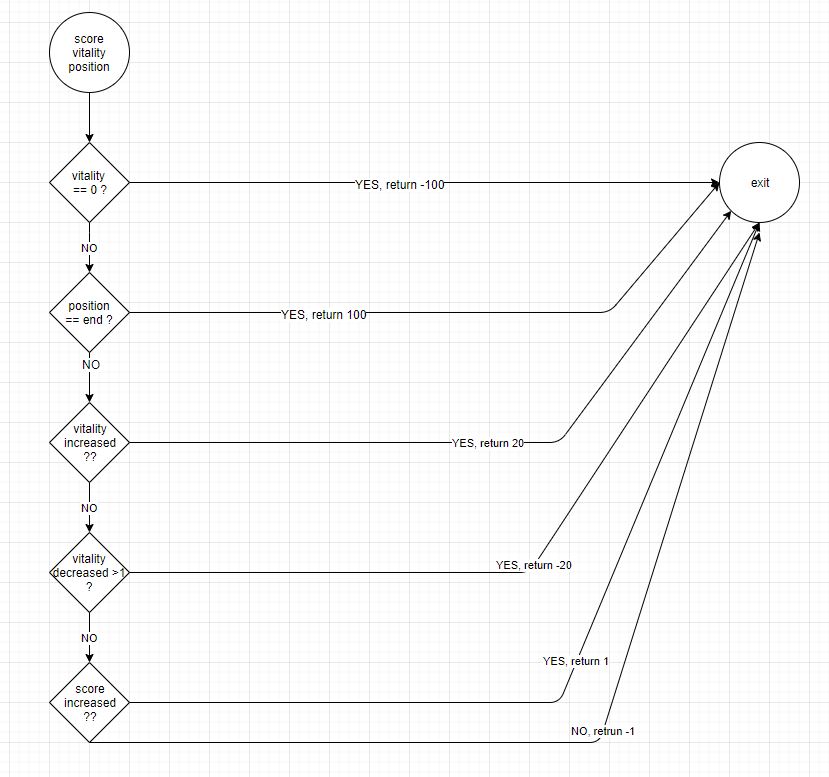 score
vitality
position
vitality
== 0 ?
YES, return -100
exit
NO
position
== end ?
YES, return 100
NO
vitality
increased
??
YES, return 20
NO
vitality
decreased >1
?
YES, return -20
NO
score
increased
??
YES, return 1
NO, retrun -1